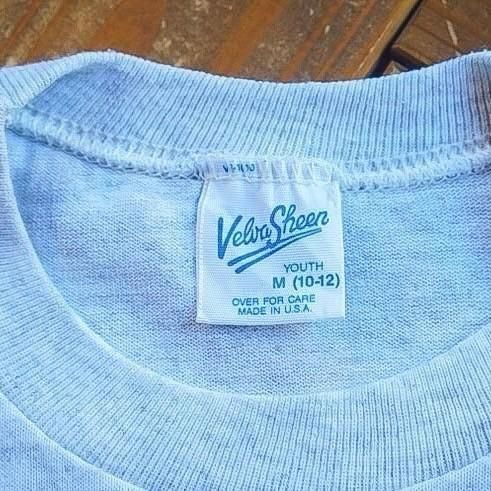 Velva Sheen
YOUTH
M (10-12)
OVER FOR CARE
MADE IN U.S.A.